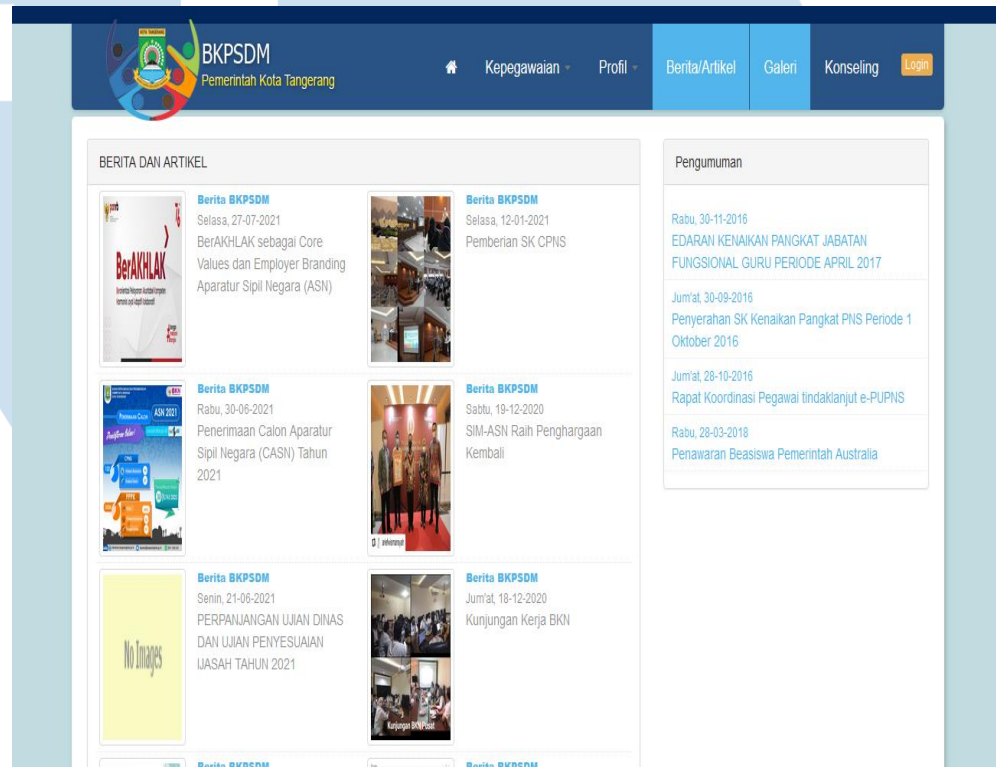 KOTA TANGERANG
BKPSDM
Pemerintah Kota Tangerang
Kepegawaian
Profil
Berita/Artikel
Galeri
Konseling
Login
BERITA DAN ARTIKEL
Berita BKPSDM
Selasa, 27-07-2021
BerAKHLAK sebagai Core
Values dan Employer Branding
Aparatur Sipil Negara (ASN)
BerAKHLAK
Berita BKPSDM
Selasa, 12-01-2021
Pemberian SK CPNS
Berita BKPSDM
Rabu, 30-06-2021
Penerimaan Calon Aparatur
Sipil Negara (CASN) Tahun
2021
ASN 2021
Berita BKPSDM
Sabtu, 19-12-2020
SIM-ASN Raih Penghargaan
Kembali
Berita BKPSDM
Senin, 21-06-2021
PERPANJANGAN UJIAN DINAS
DAN UJIAN PENYESUAIAN
IJASAH TAHUN 2021
No Images
Berita BKPSDM
Jum'at, 18-12-2020
Kunjungan Kerja BKN
Kunjungan BKN Pusat
Berita BKPSDM
Berita BKPSDM
Pengumuman
Rabu, 30-11-2016
EDARAN KENAIKAN PANGKAT JABATAN
FUNGSIONAL GURU PERIODE APRIL 2017
Jum'at, 30-09-2016
Penyerahan SK Kenaikan Pangkat PNS Periode 1
Oktober 2016
Jum'at, 28-10-2016
Rapat Koordinasi Pegawai tindaklanjut e-PUPNS
Rabu, 28-03-2018
Penawaran Beasiswa Pemerintah Australia